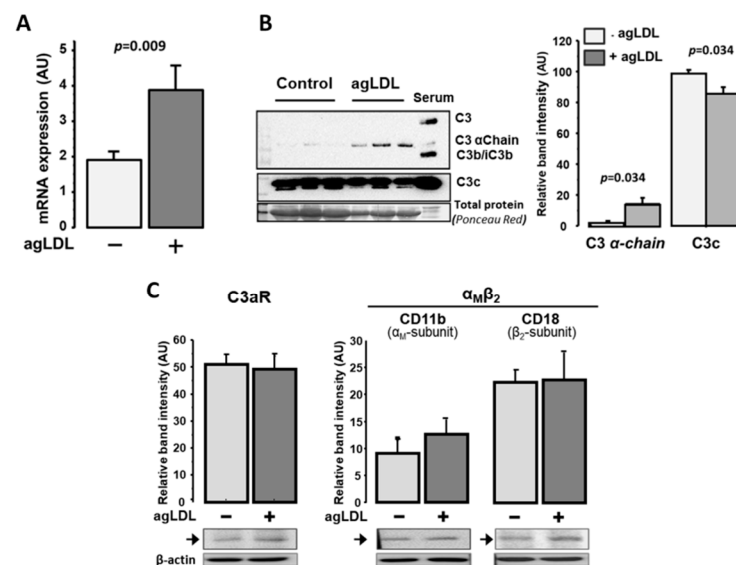 A
p=0.009
mRNA expression (AU)
5
4
3
2
1
0
agLDL
−
+
B
Control
agLDL
Serum
C3
C3 αChain
C3b/iC3b
C3c
Total protein
(Ponceau Red)
- agLDL
+ agLDL
p=0.034
p=0.034
Relative band intensity (AU)
120
100
80
60
40
20
0
C3 α-chain
C3c
C
C3aR
Relative band intensity (AU)
60
50
40
30
20
10
0
agLDL
−
+
β-actin
αMβ2
CD11b
(αM-subunit)
CD18
(β2-subunit)
Relative band intensity (AU)
30
25
20
15
10
5
0
agLDL
−
+
−
+